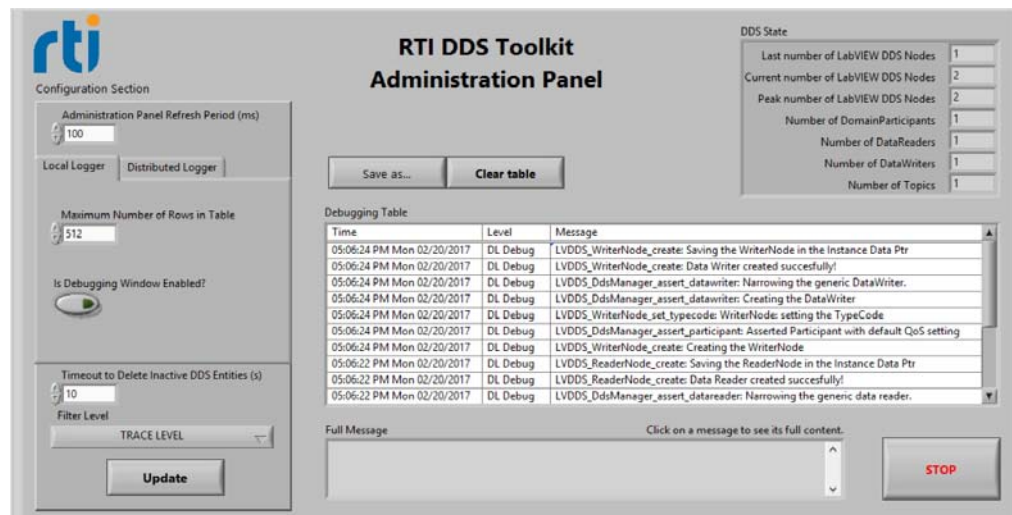 rti
RTI DDS Toolkit
Administration Panel
DDS State
Last number of LabVIEW DDS Nodes 1
Current number of LabVIEW DDS Nodes 2
Peak number of LabVIEW DDS Nodes 2
Number of DomainParticipants 1
Number of DataReaders 1
Number of DataWriters 1
Number of Topics 1
Configuration Section
Administration Panel Refresh Period (ms)
100
Local Logger Distributed Logger
Maximum Number of Rows in Table
512
Is Debugging Window Enabled?
Timeout to Delete Inactive DDS Entities (s)
10
Filter Level
TRACE LEVEL
Update
Save as... Clear table
Debugging Table
Time Level Message
05:06:24 PM Mon 02/20/2017 DL Debug LVDDS_WriterNode_create: Saving the WriterNode in the Instance Data Ptr
05:06:24 PM Mon 02/20/2017 DL Debug LVDDS_WriterNode_create: Data Writer created succesfully!
05:06:24 PM Mon 02/20/2017 DL Debug LVDDS_DdsManager_assert_datawriter: Narrowing the generic DataWriter.
05:06:24 PM Mon 02/20/2017 DL Debug LVDDS_DdsManager_assert_datawriter: Creating the DataWriter
05:06:24 PM Mon 02/20/2017 DL Debug LVDDS_WriterNode_set_typecode: WriterNode: setting the TypeCode
05:06:24 PM Mon 02/20/2017 DL Debug LVDDS_DdsManager_assert_participant: Asserted Participant with default QoS setting
05:06:24 PM Mon 02/20/2017 DL Debug LVDDS_WriterNode_create: Creating the WriterNode
05:06:22 PM Mon 02/20/2017 DL Debug LVDDS_ReaderNode_create: Saving the ReaderNode in the Instance Data Ptr
05:06:22 PM Mon 02/20/2017 DL Debug LVDDS_ReaderNode_create: Data Reader created succesfully!
05:06:22 PM Mon 02/20/2017 DL Debug LVDDS_DdsManager_assert_datareader: Narrowing the generic data reader.
Full Message Click on a message to see its full content.
STOP